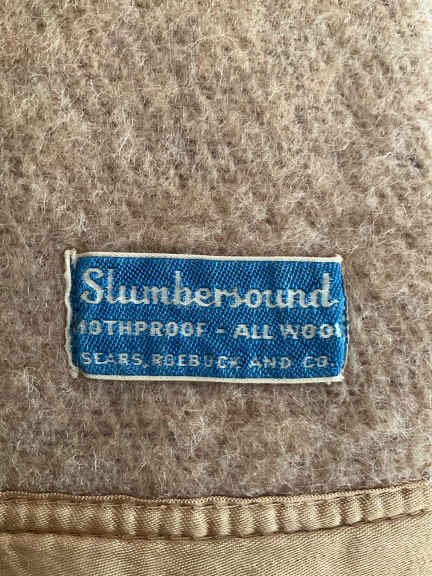 Slumbersound
MOTHPROOF - ALL WOOL
SEARS, ROEBUCK AND CO.